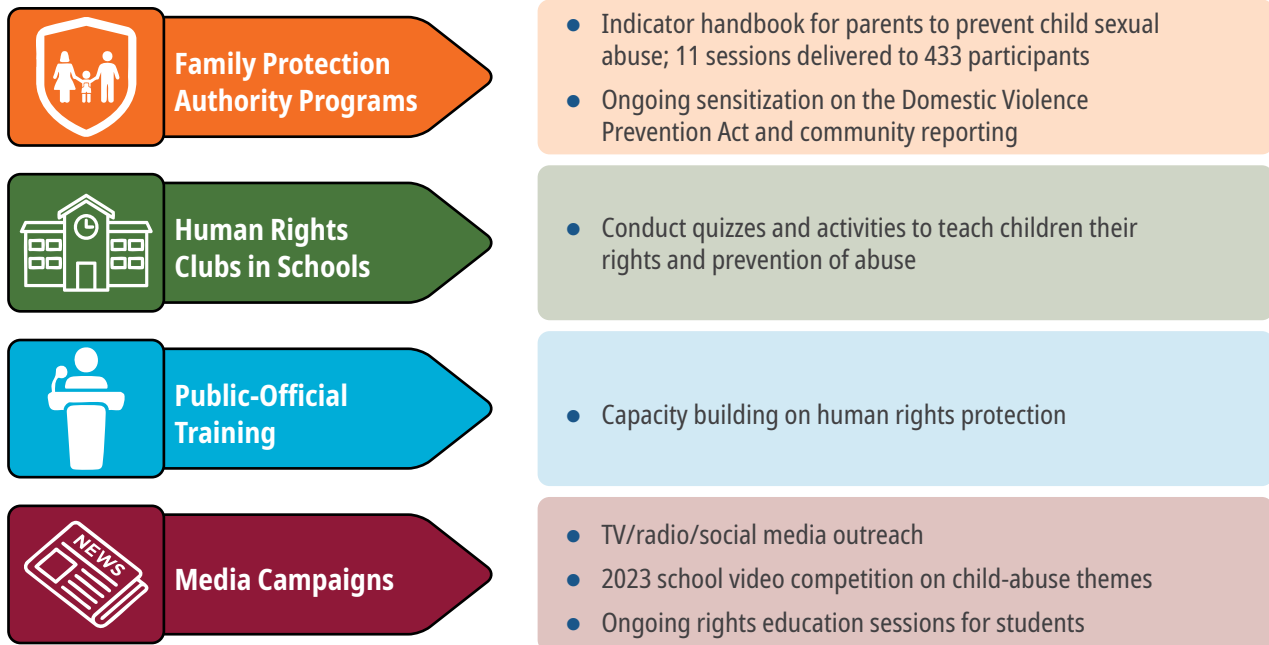 Family Protection
Authority Programs
● Indicator handbook for parents to prevent child sexual
abuse; 11 sessions delivered to 433 participants
● Ongoing sensitization on the Domestic Violence
Prevention Act and community reporting
Human Rights
Clubs in Schools
● Conduct quizzes and activities to teach children their
rights and prevention of abuse
Public-Official
Training
● Capacity building on human rights protection
NEWS
Media Campaigns
● TV/radio/social media outreach
● 2023 school video competition on child-abuse themes
● Ongoing rights education sessions for students